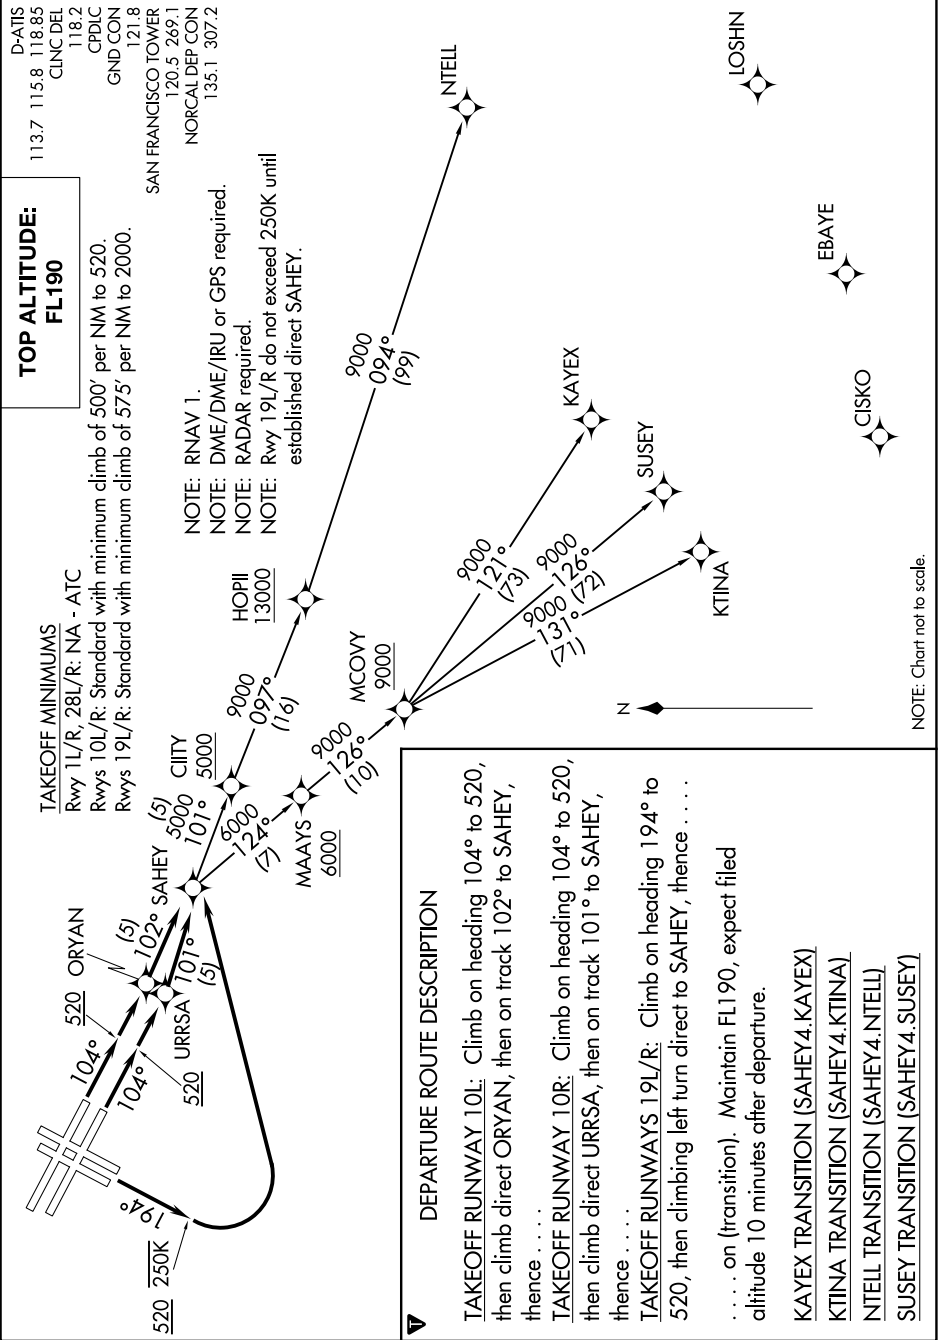 TOP ALTITUDE:
FL190
D-ATIS
113.7 115.8 118.85
CLNC DEL
118.2
CPDLC
GND CON
121.8
SAN FRANCISCO TOWER
120.5 269.1
NORCAL DEP CON
135.1 307.2
TAKEOFF MINIMUMS
Rwy 1L/R, 28L/R: NA - ATC
Rwys 10L/R: Standard with minimum climb of 500' per NM to 520.
Rwys 19L/R: Standard with minimum climb of 575' per NM to 2000.
NOTE: RNAV 1.
NOTE: DME/DME/IRU or GPS required.
NOTE: RADAR required.
NOTE: Rwy 19L/R do not exceed 250K until
established direct SAHEY.
104°
520
ORYAN
(5)
102°
SAHEY
(5)
5000
101°
CIITY
5000
9000
097°
(16)
HOPII
13000
9000
094°
(99)
NTELL
104°
520
URRSA
101°
(5)
6000
124°
(7)
MAAYS
6000
9000
126°
(10)
MCOVY
9000
9000
121°
(73)
KAYEX
9000
126°
(72)
SUSEY
9000
131°
(71)
KTINA
194°
520
250K
LOSHN
EBAYE
CISKO
N
NOTE: Chart not to scale.
T
DEPARTURE ROUTE DESCRIPTION
TAKEOFF RUNWAY 10L: Climb on heading 104° to 520,
then climb direct ORYAN, then on track 102° to SAHEY,
thence . . . .
TAKEOFF RUNWAY 10R: Climb on heading 104° to 520,
then climb direct URRSA, then on track 101° to SAHEY,
thence . . . .
TAKEOFF RUNWAYS 19L/R: Climb on heading 194° to
520, then climbing left turn direct to SAHEY, thence . . . .
. . . . on (transition). Maintain FL190, expect filed
altitude 10 minutes after departure.
KAYEX TRANSITION (SAHEY4.KAYEX)
KTINA TRANSITION (SAHEY4.KTINA)
NTELL TRANSITION (SAHEY4.NTELL)
SUSEY TRANSITION (SAHEY4.SUSEY)